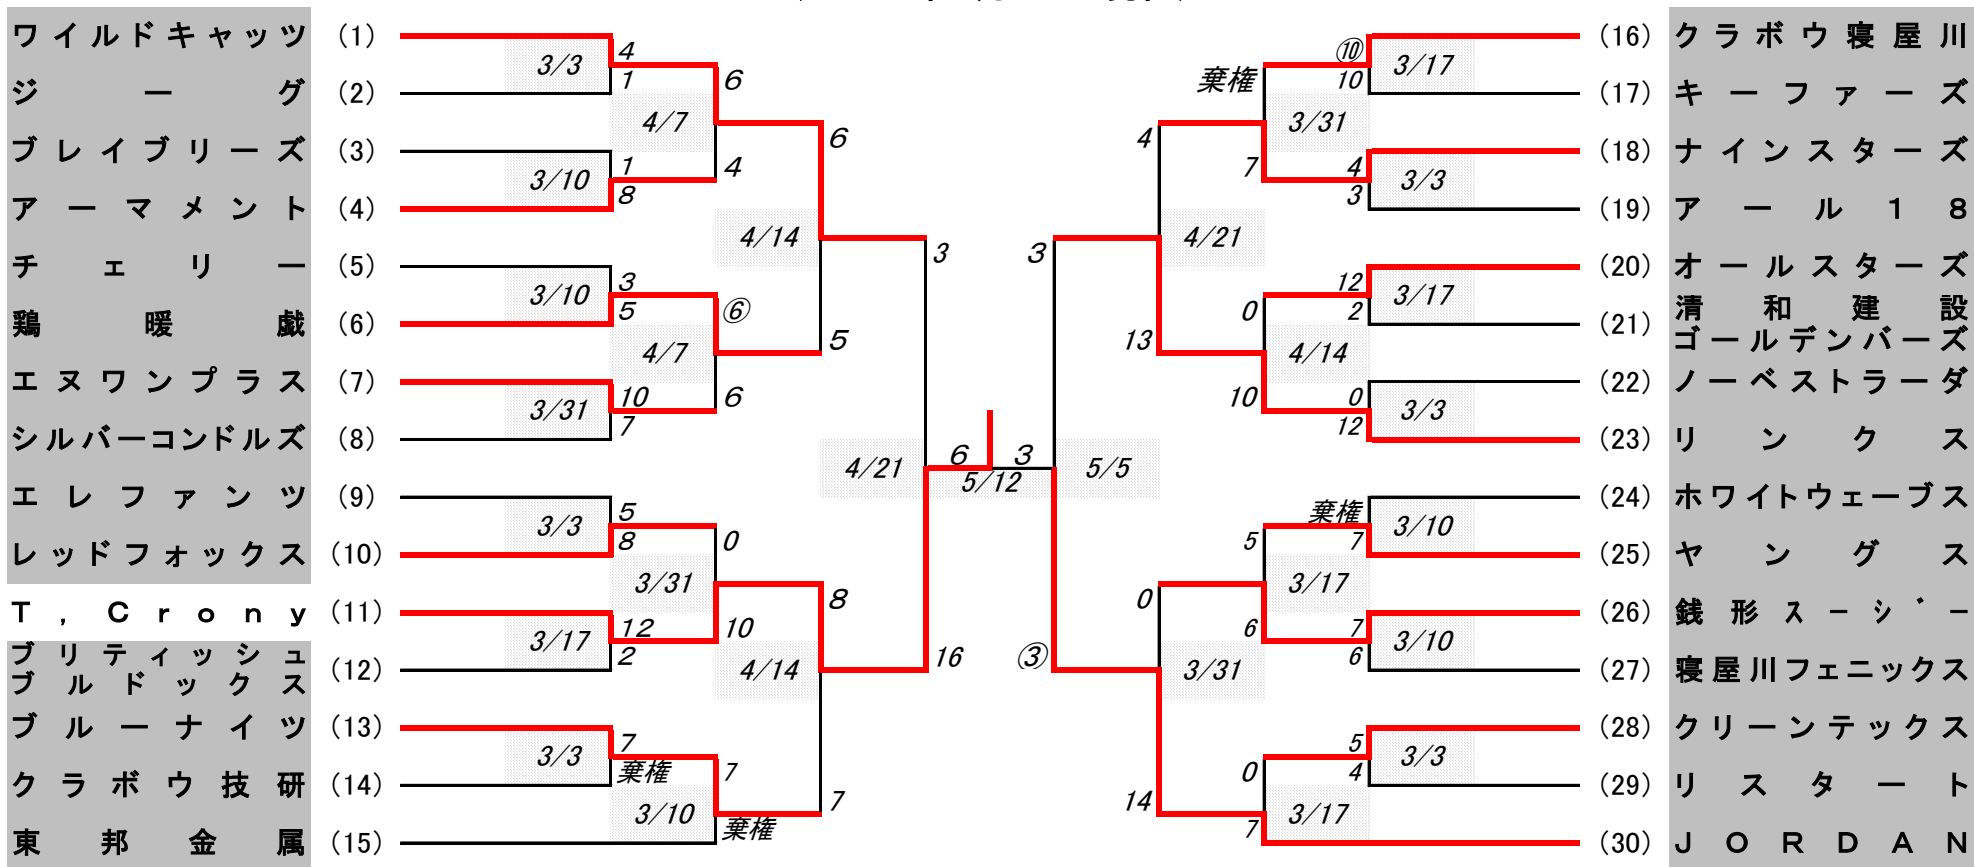 ワイルドキャッツ (1)
ジーグ (2)
ブレイブリーズ (3)
アーマメント (4)
チェリー (5)
鶏暖戯 (6)
エヌワンプラス (7)
シルバーコンドルズ (8)
エレファンツ (9)
レッドフォックス (10)
T,Crony (11)
ブリティッシュ
ブルドックス (12)
ブルーナイツ (13)
クラボウ技研 (14)
東邦金属 (15)
3/3 4
1
3/10 1
8
3/10 3
5
3/31 10
7
3/3 5
8
3/17 12
2
3/3 7
棄権
4/7 6
4
4/7 ⑥
6
3/31 0
10
3/10 7
棄権
4/14 6
5
4/14 8
7
4/21 3
16
6 3
5/12
3 5/5
③
4 4/21
13
0 3/31
14
棄権 3/31
7
0 4/14
10
5 3/17
6
0 3/17
7
⑩ 3/17
10
4 3/3
3
12 3/17
2
0 3/3
12
棄権 3/10
7
7 3/10
6
5 3/3
4
(16) クラボウ寝屋川
(17) キーファーズ
(18) ナインスターズ
(19) アール18
(20) オールスターズ
(21) 清和建設
ゴールデンバーズ
(22) ノーベストラーダ
(23) リンクス
(24) ホワイトウェーブス
(25) ヤングス
(26) 銭形スーシ゛ー
(27) 寝屋川フェニックス
(28) クリーンテックス
(29) リスタート
(30) JORDAN